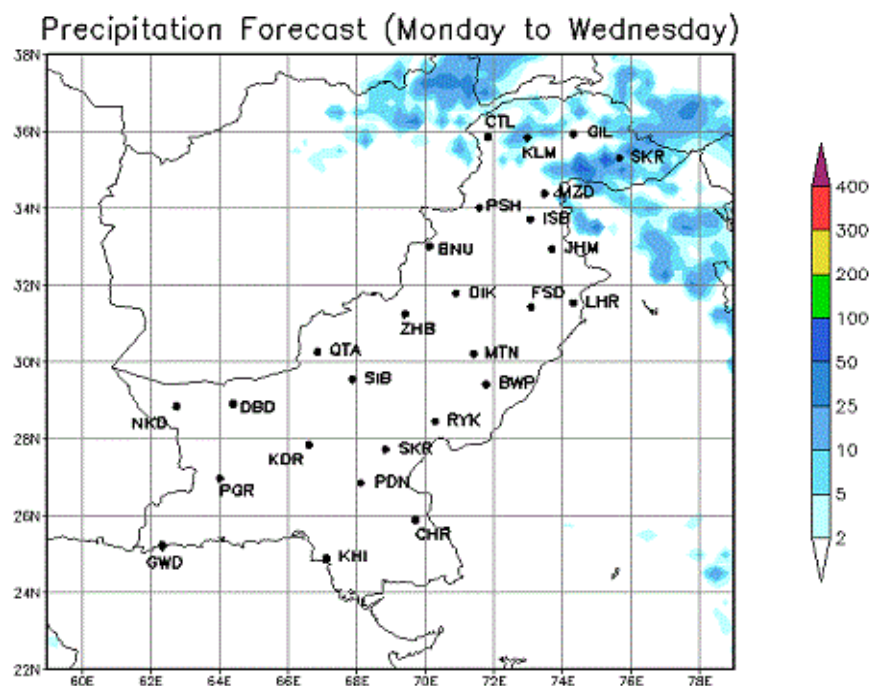 Precipitation Forecast (Monday to Wednesday)
38N
36N
34N
32N
30N
28N
26N
24N
22N
CTL
GIL
KLM
SKR
MZD
PSH
ISB
BNU
JHM
DIK
FSD
LHR
ZHB
QTA
MTN
SIB
BWP
NKD
DBD
RYK
KDR
SKR
PGR
PDN
CHR
GWD
KHI
60E
62E
64E
66E
68E
70E
72E
74E
76E
78E
400
300
200
100
50
25
10
5
2